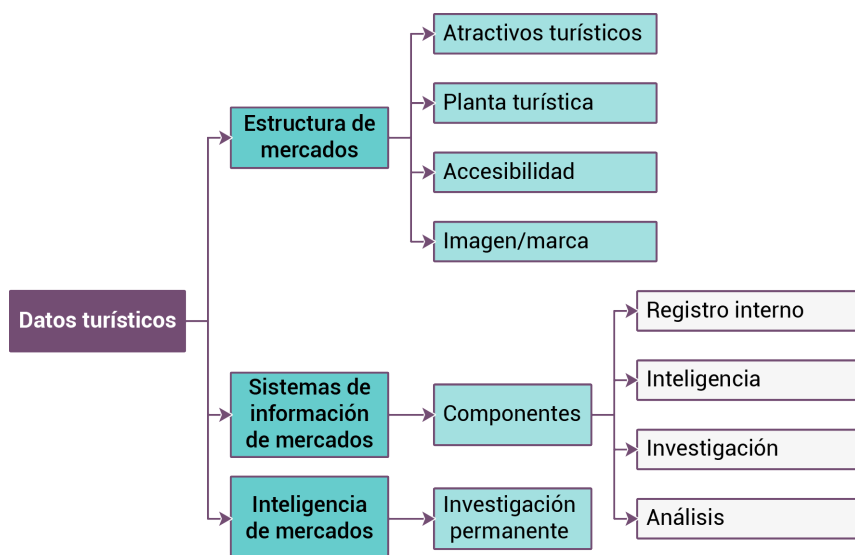 Datos turísticos
Estructura de
mercados
Atractivos turísticos
Planta turística
Accesibilidad
Imagen/marca
Sistemas de
información
de mercados
Componentes
Registro interno
Inteligencia
Investigación
Análisis
Inteligencia
de mercados
Investigación
permanente